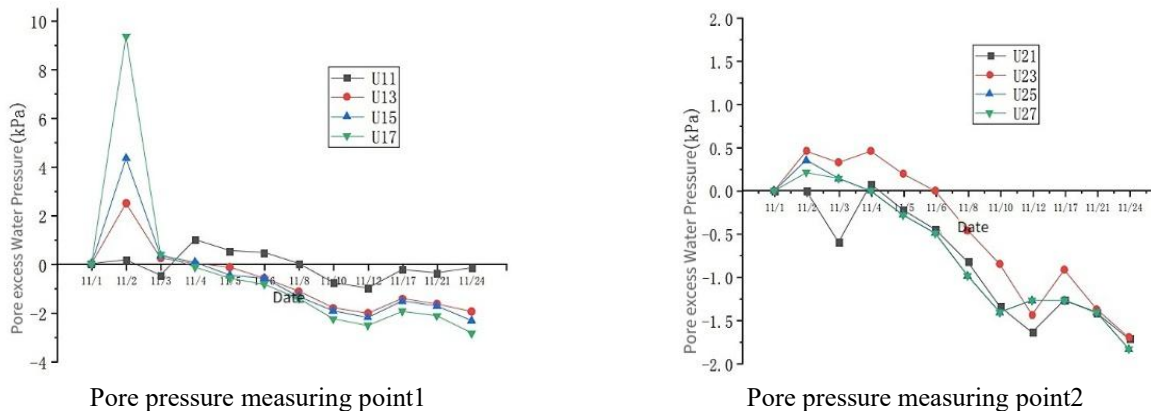 10
8
6
4
2
0
-2
-4
Pore excess Water Pressure(kPa)
U11
U13
U15
U17
11/1 11/2 11/3 11/4 11/5 11/6 11/8 11/10 11/12 11/17 11/21 11/24
Date
Pore pressure measuring point1
2.0
1.5
1.0
0.5
0.0
-0.5
-1.0
-1.5
-2.0
Pore excess Water Pressure(kPa)
U21
U23
U25
U27
11/1 11/2 11/3 11/4 11/5 11/6 11/8 11/10 11/12 11/17 11/21 11/24
Date
Pore pressure measuring point2